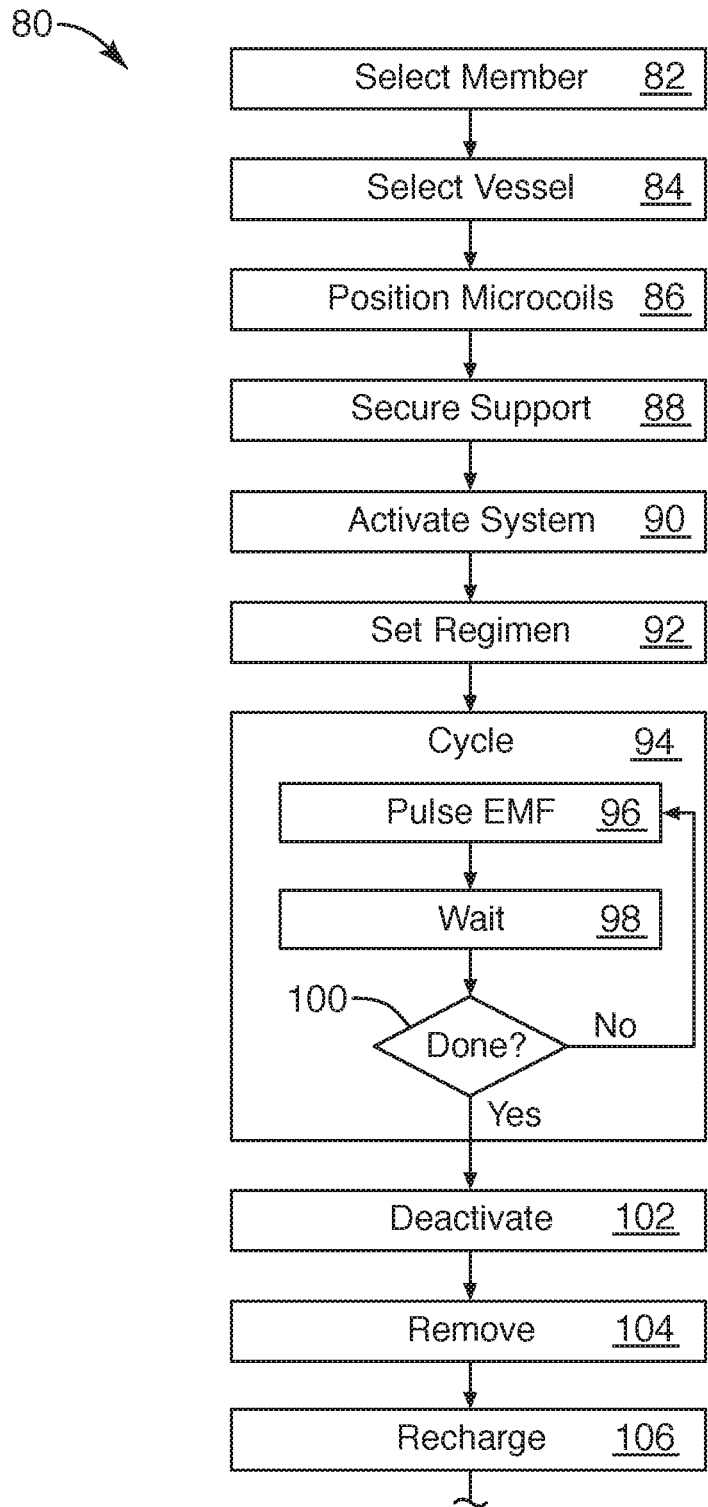 80
Select Member 82
Select Vessel 84
Position Microcoils 86
Secure Support 88
Activate System 90
Set Regimen 92
Cycle 94
Pulse EMF 96
Wait 98
100
Done?
No
Yes
Deactivate 102
Remove 104
Recharge 106